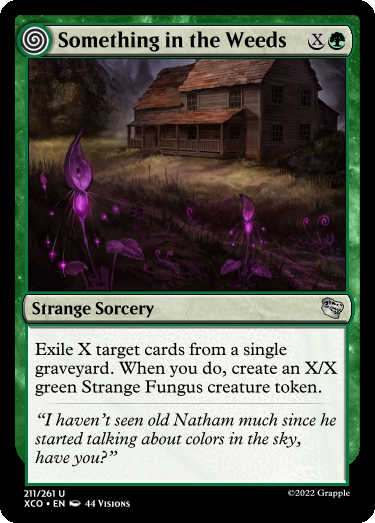 Something in the Weeds X
Strange Sorcery
Exile X target cards from a single
graveyard. When you do, create an X/X
green Strange Fungus creature token.
“I haven’t seen old Natham much since he
started talking about colors in the sky,
have you?”
211/261 U
XCO • EN 44 Visions
©2022 Grapple